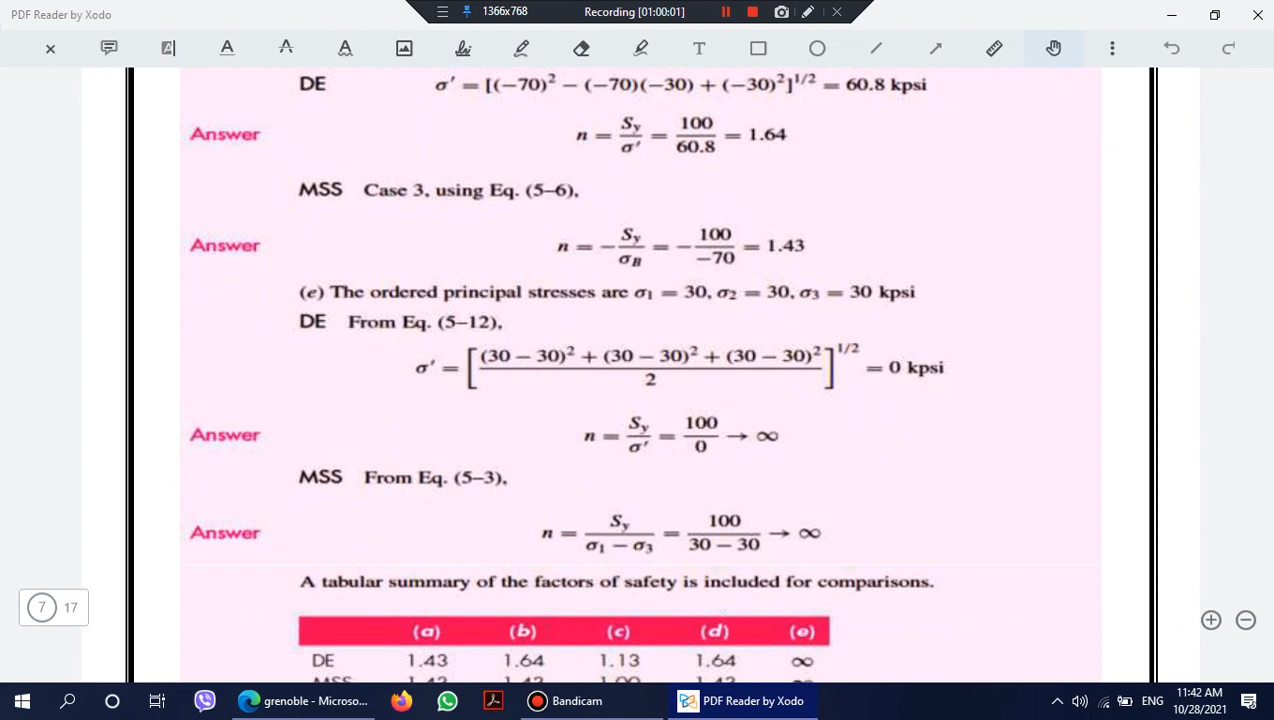 PDF Reader by Xodo
1366x768
Recording [01:00:01]
DE σ′ = [(−70)² − (−70)(−30) + (−30)²]^1/2 = 60.8 kpsi
Answer n = Sy/σ′ = 100/60.8 = 1.64
MSS Case 3, using Eq. (5–6),
Answer n = −Sy/σB = −100/−70 = 1.43
(e) The ordered principal stresses are σ1 = 30, σ2 = 30, σ3 = 30 kpsi
DE From Eq. (5–12),
σ′ = [((30 − 30)² + (30 − 30)² + (30 − 30)²)/2]^1/2 = 0 kpsi
Answer n = Sy/σ′ = 100/0 → ∞
MSS From Eq. (5–3),
Answer n = Sy/(σ1 − σ3) = 100/(30 − 30) → ∞
A tabular summary of the factors of safety is included for comparisons.
(a) (b) (c) (d) (e)
DE 1.43 1.64 1.13 1.64 ∞
7 17
grenoble - Microso...
Bandicam
PDF Reader by Xodo
ENG
11:42 AM
10/28/2021